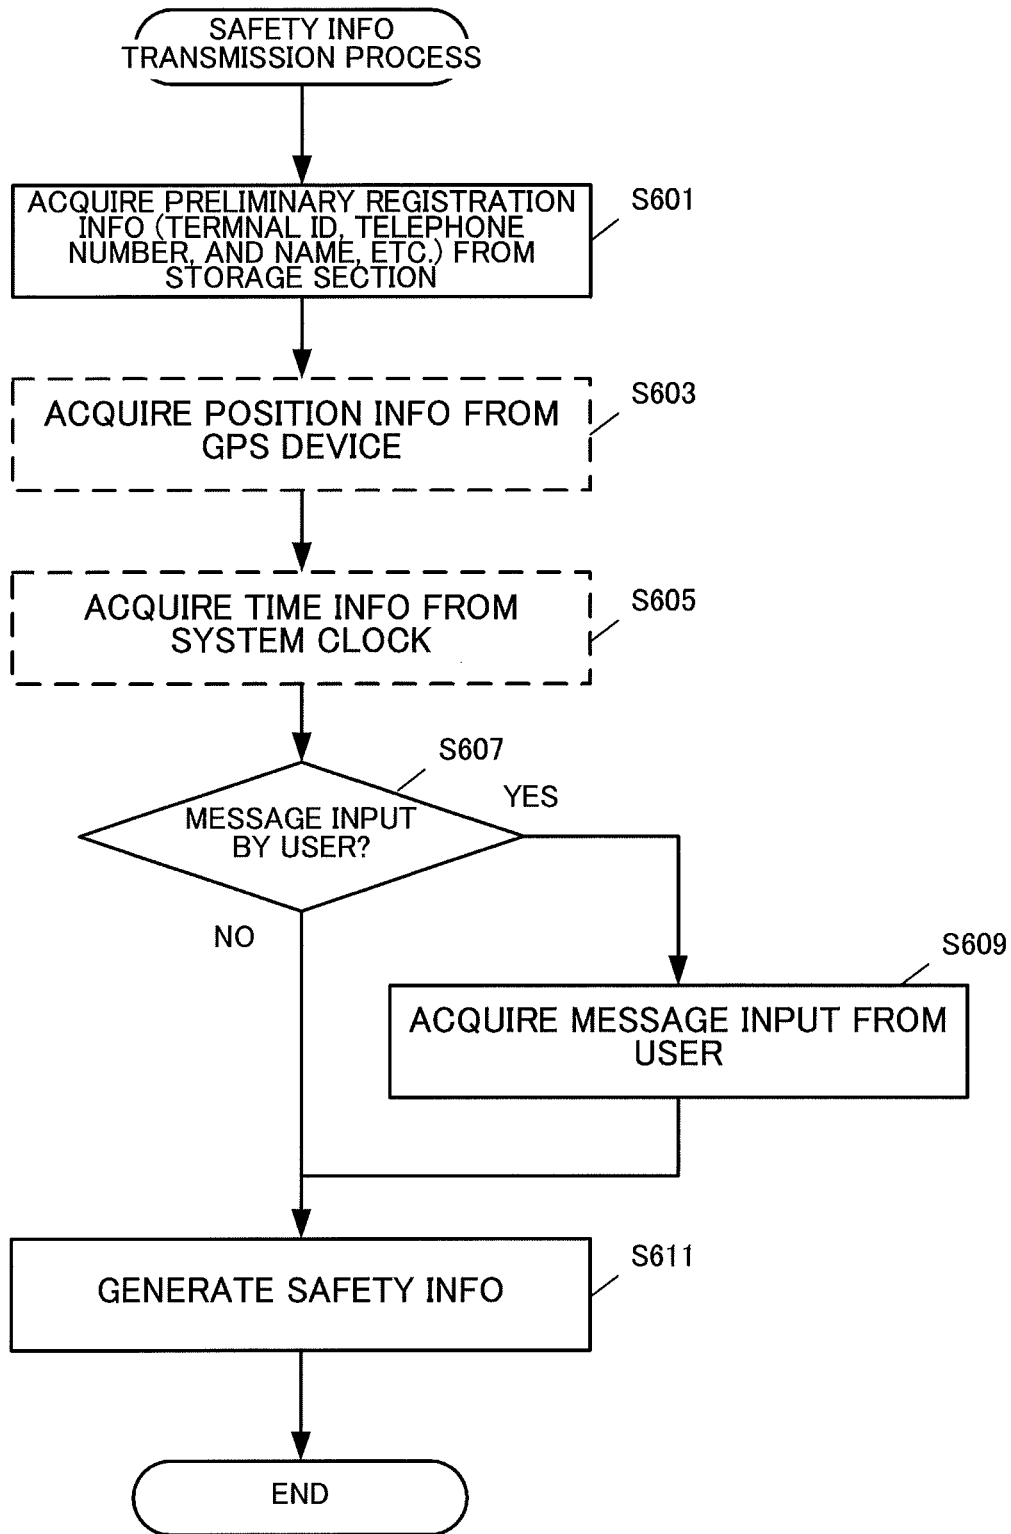 SAFETY INFO
TRANSMISSION PROCESS
ACQUIRE PRELIMINARY REGISTRATION
INFO (TERMNAL ID, TELEPHONE
NUMBER, AND NAME, ETC.) FROM
STORAGE SECTION
S601
ACQUIRE POSITION INFO FROM
GPS DEVICE
S603
ACQUIRE TIME INFO FROM
SYSTEM CLOCK
S605
MESSAGE INPUT
BY USER?
S607
YES
NO
ACQUIRE MESSAGE INPUT FROM
USER
S609
GENERATE SAFETY INFO
S611
END